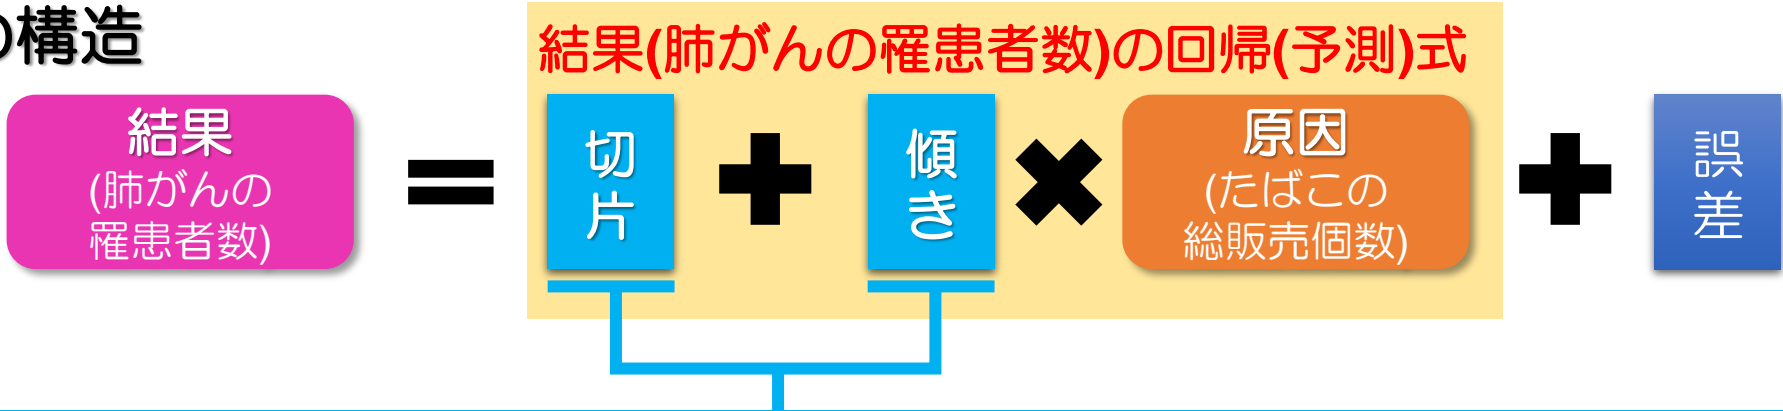 の構造
結果(肺がんの罹患者数)の回帰(予測)式
結果
(肺がんの
罹患者数)
=
切片
+
傾き
×
原因
(たばこの
総販売個数)
+
誤差